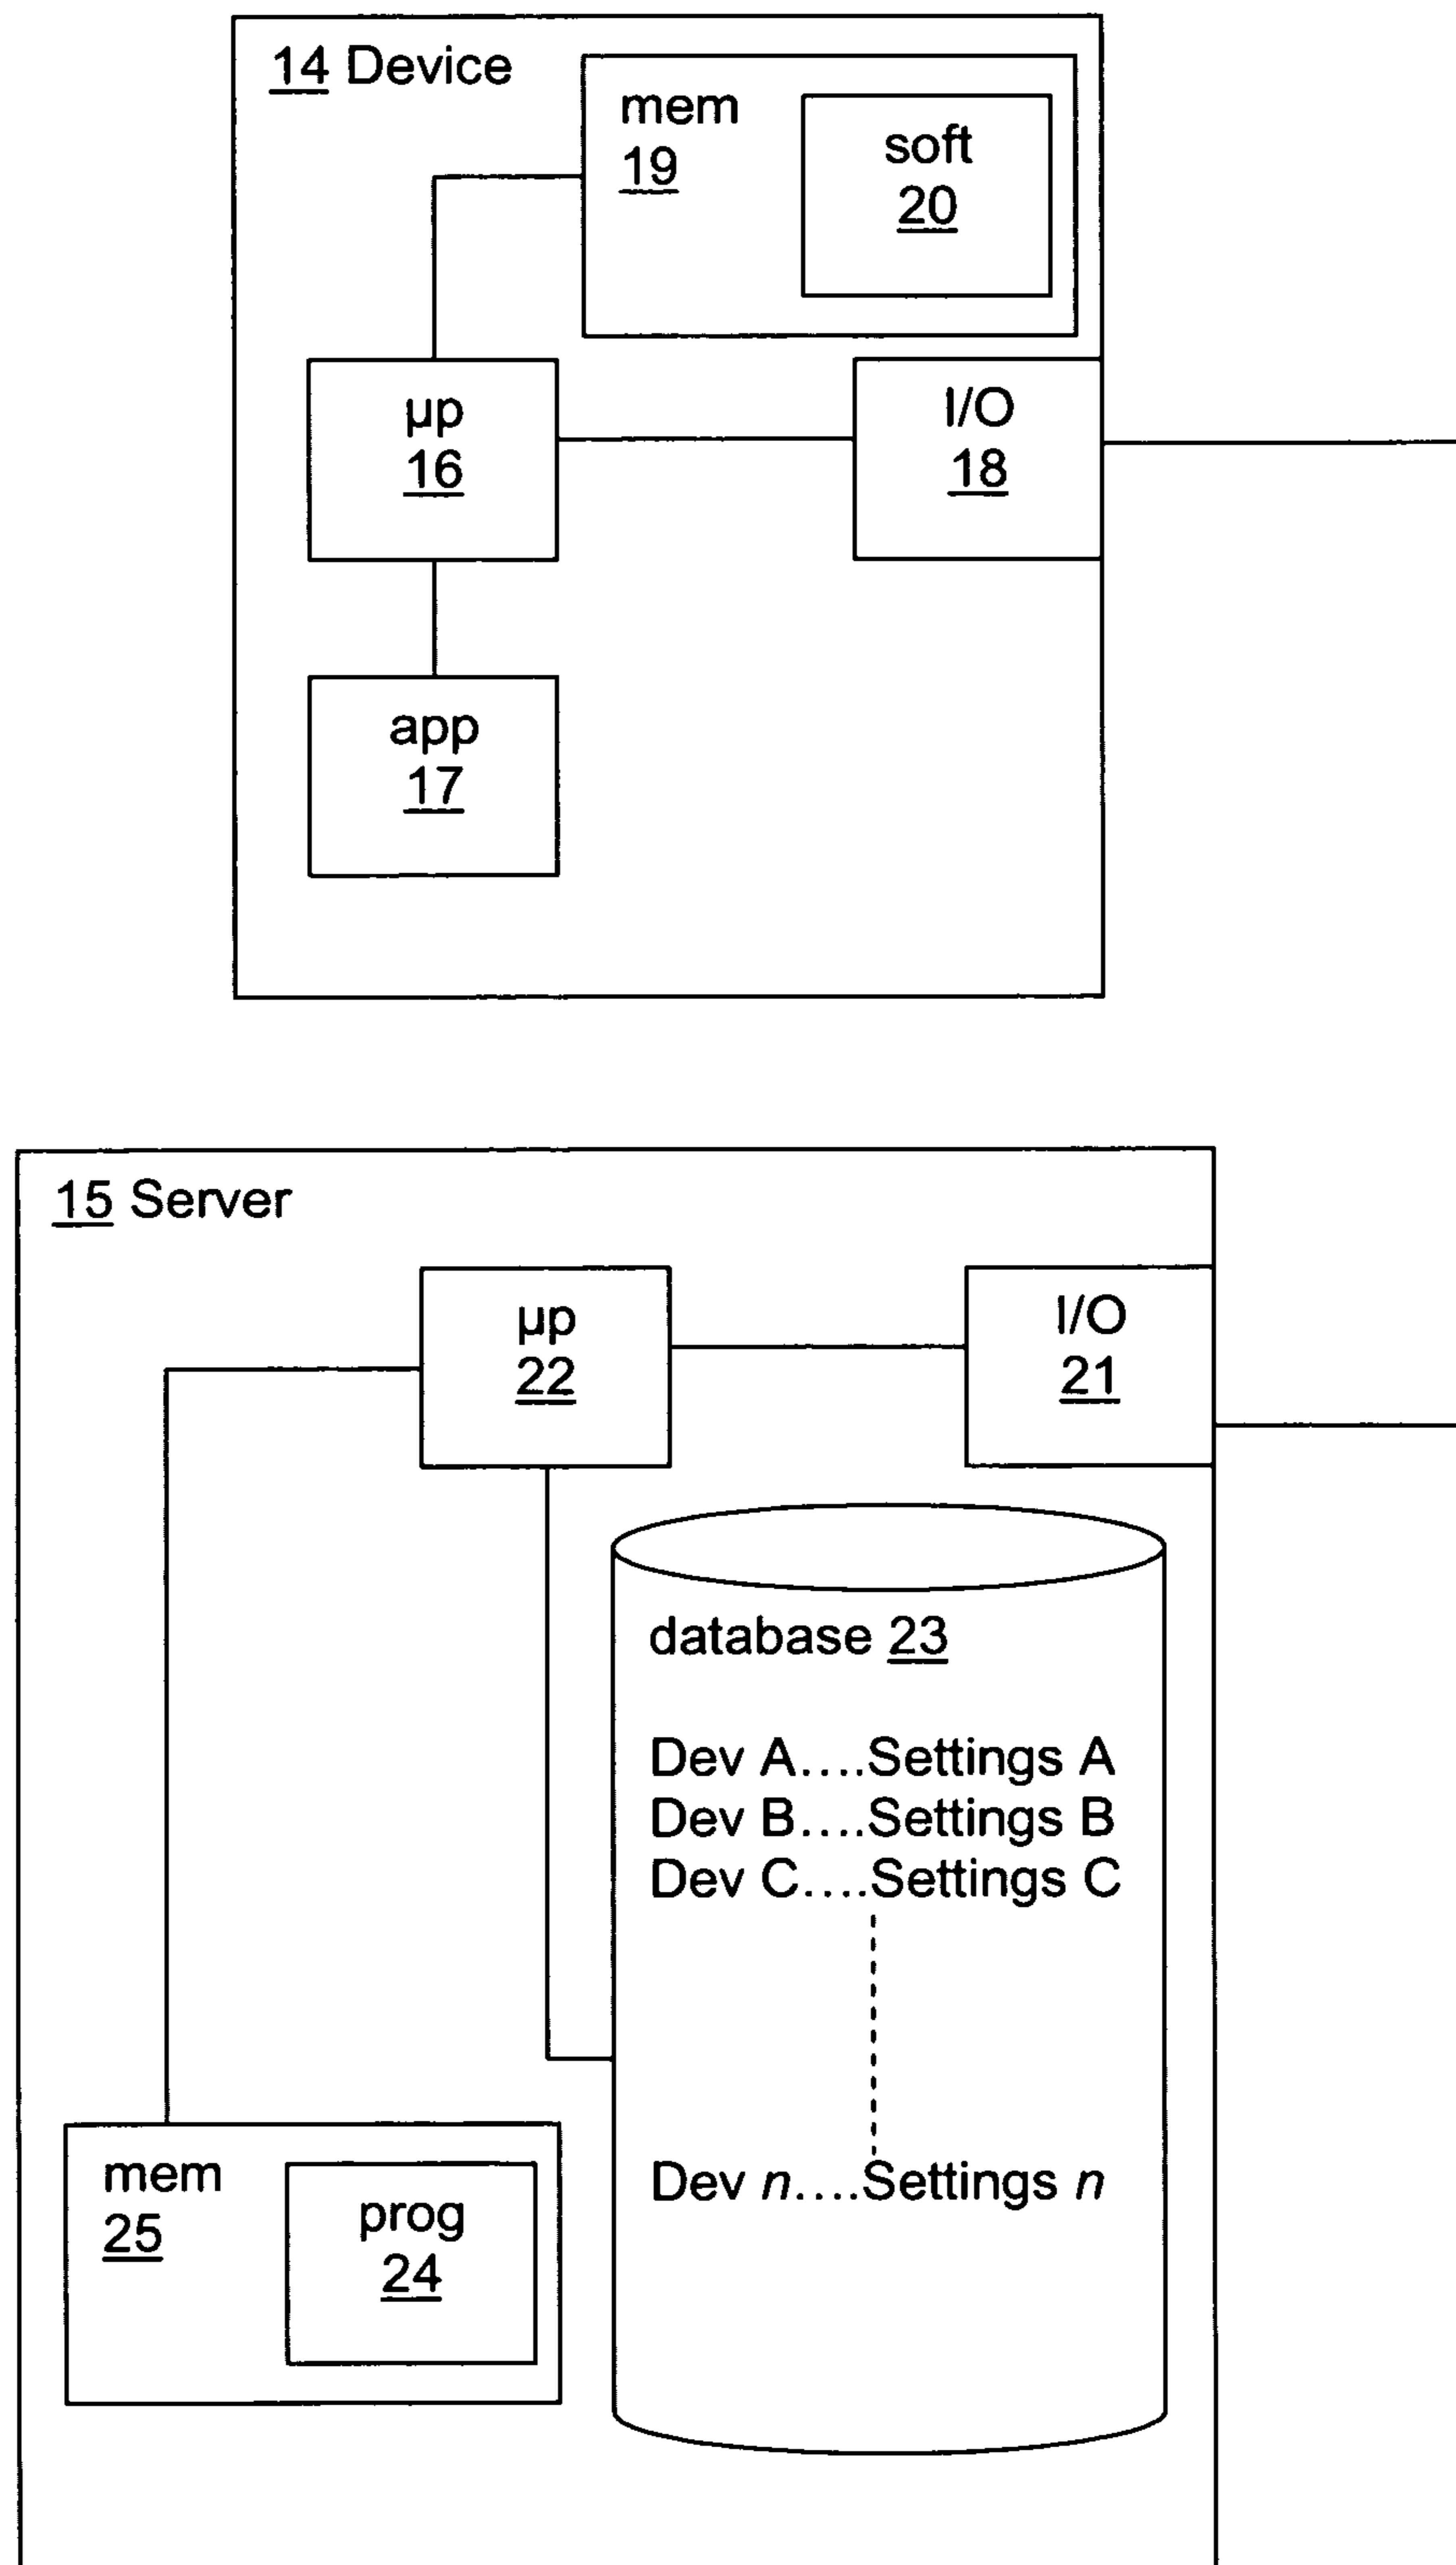 14 Device
mem
19
soft
20
µp
16
I/O
18
app
17
15 Server
µp
22
I/O
21
database 23
Dev A....Settings A
Dev B....Settings B
Dev C....Settings C
Dev n....Settings n
mem
25
prog
24